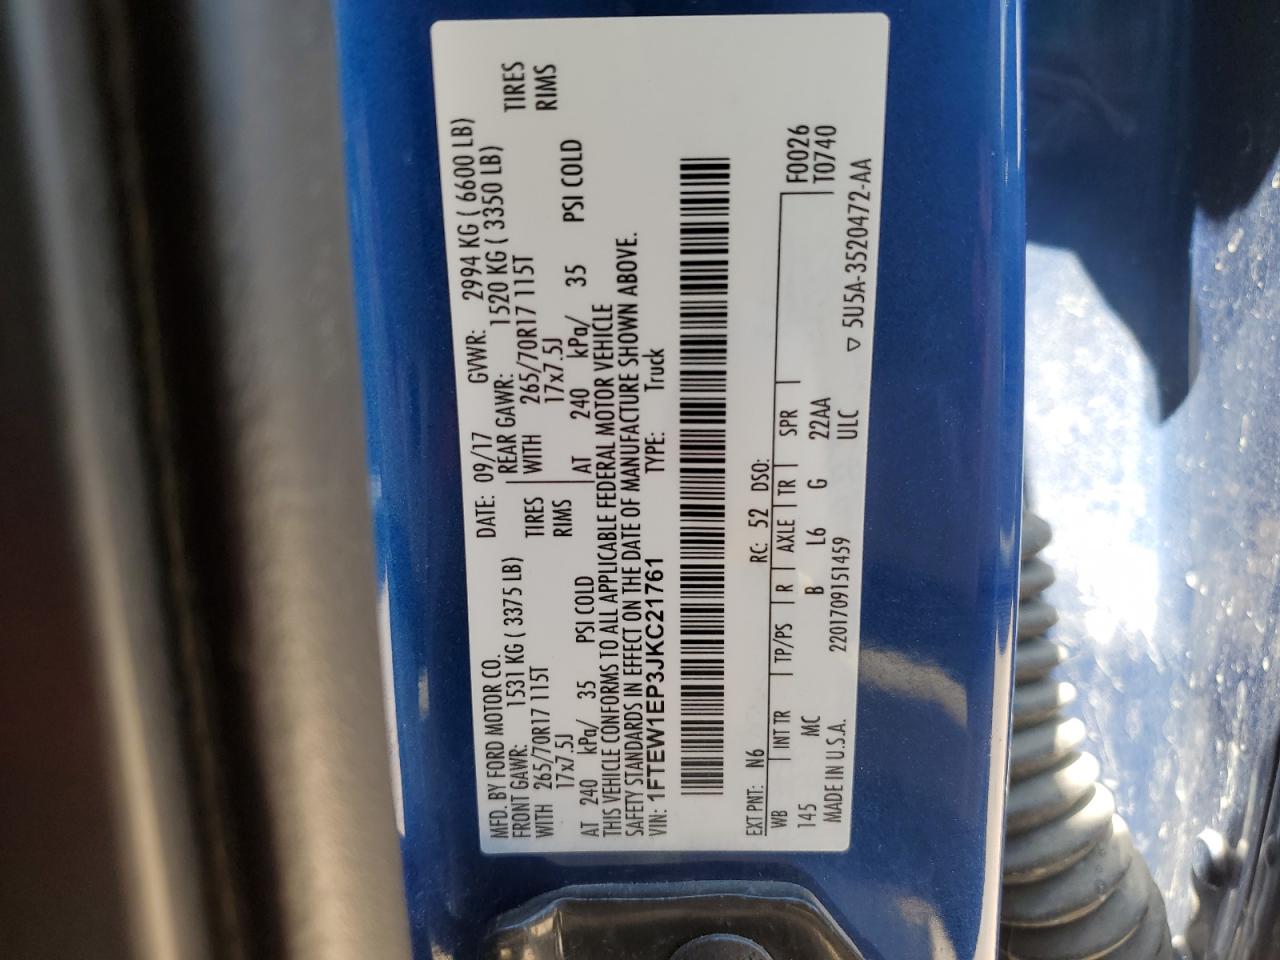 MFD. BY FORD MOTOR CO.
DATE: 09/17 GVWR: 2994 KG ( 6600 LB)
FRONT GAWR: 1531 KG ( 3375 LB)
REAR GAWR: 1520 KG ( 3350 LB)
WITH 265/70R17 115T TIRES
WITH 265/70R17 115T TIRES
17x7.5J RIMS
17x7.5J RIMS
AT 240 kPa/ 35 PSI COLD
AT 240 kPa/ 35 PSI COLD
THIS VEHICLE CONFORMS TO ALL APPLICABLE FEDERAL MOTOR VEHICLE
SAFETY STANDARDS IN EFFECT ON THE DATE OF MANUFACTURE SHOWN ABOVE.
VIN: 1FTEW1EP3JKC21761 TYPE: Truck
EXT PNT: N6 RC: 52 DSO:
WB INT TR TP/PS R AXLE TR SPR F0026
145 MC B L6 G 22AA T0740
MADE IN U.S.A. 2201709151459 ULC
▽ 5U5A-3520472-AA